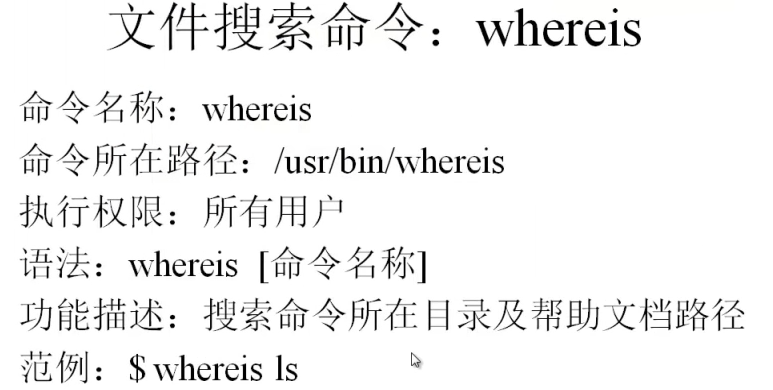 文件搜索命令：whereis
命令名称：whereis
命令所在路径：/usr/bin/whereis
执行权限：所有用户
语法：whereis [命令名称]
功能描述：搜索命令所在目录及帮助文档路径
范例：$ whereis ls